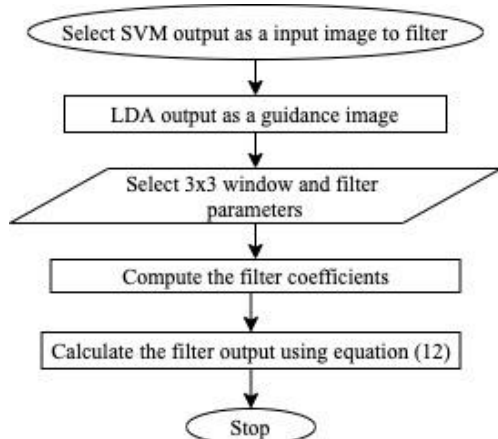 Select SVM output as a input image to filter
LDA output as a guidance image
Select 3x3 window and filter
parameters
Compute the filter coefficients
Calculate the filter output using equation (12)
Stop